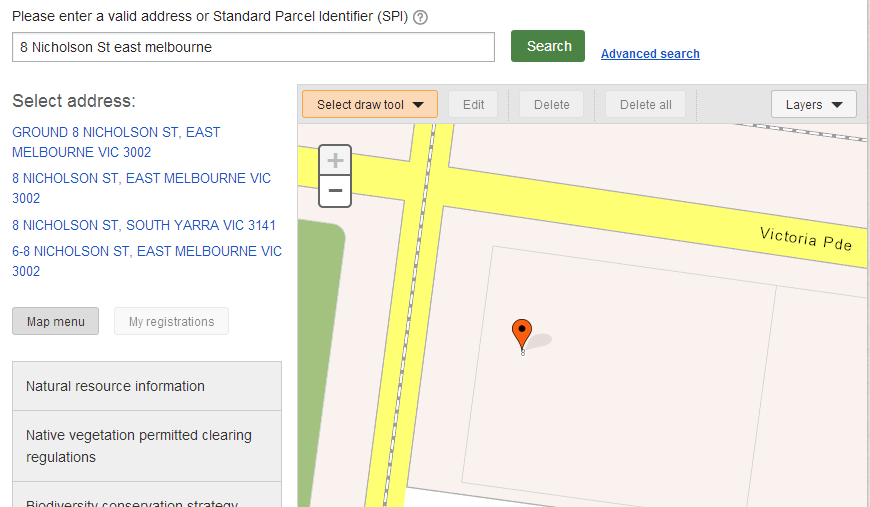 Please enter a valid address or Standard Parcel Identifier (SPI) ?
8 Nicholson St east melbourne
Search
Advanced search
Select address:
GROUND 8 NICHOLSON ST, EAST
MELBOURNE VIC 3002
8 NICHOLSON ST, EAST MELBOURNE VIC
3002
8 NICHOLSON ST, SOUTH YARRA VIC 3141
6-8 NICHOLSON ST, EAST MELBOURNE VIC
3002
Map menu
My registrations
Natural resource information
Native vegetation permitted clearing
regulations
Biodiversity conservation strategy
Select draw tool
Edit
Delete
Delete all
Layers
+
−
Victoria Pde
8